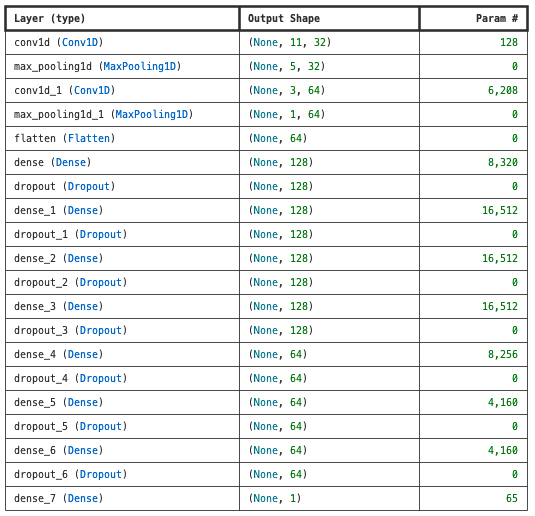 Layer (type) Output Shape Param #
conv1d (Conv1D) (None, 11, 32) 128
max_pooling1d (MaxPooling1D) (None, 5, 32) 0
conv1d_1 (Conv1D) (None, 3, 64) 6,208
max_pooling1d_1 (MaxPooling1D) (None, 1, 64) 0
flatten (Flatten) (None, 64) 0
dense (Dense) (None, 128) 8,320
dropout (Dropout) (None, 128) 0
dense_1 (Dense) (None, 128) 16,512
dropout_1 (Dropout) (None, 128) 0
dense_2 (Dense) (None, 128) 16,512
dropout_2 (Dropout) (None, 128) 0
dense_3 (Dense) (None, 128) 16,512
dropout_3 (Dropout) (None, 128) 0
dense_4 (Dense) (None, 64) 8,256
dropout_4 (Dropout) (None, 64) 0
dense_5 (Dense) (None, 64) 4,160
dropout_5 (Dropout) (None, 64) 0
dense_6 (Dense) (None, 64) 4,160
dropout_6 (Dropout) (None, 64) 0
dense_7 (Dense) (None, 1) 65